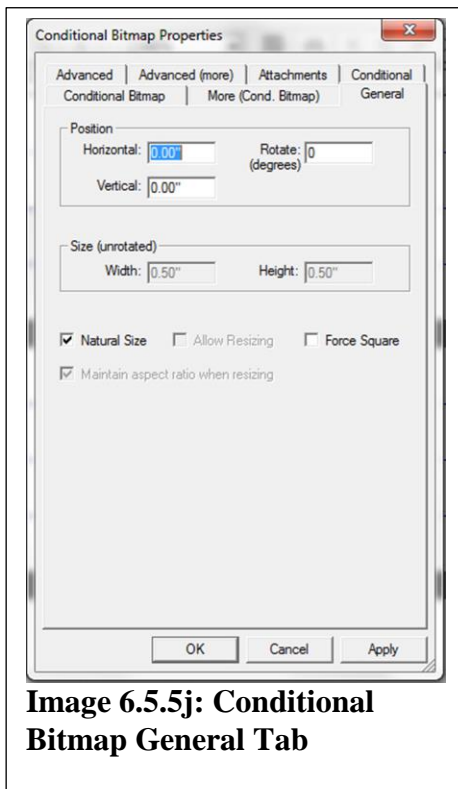 Conditional Bitmap Properties
Advanced Advanced (more) Attachments Conditional
Conditional Bitmap More (Cond. Bitmap) General
Position
Horizontal: 0.00" Rotate: 0
(degrees)
Vertical: 0.00"
Size (unrotated)
Width: 0.50" Height: 0.50"
Natural Size Allow Resizing Force Square
Maintain aspect ratio when resizing
OK Cancel Apply
Image 6.5.5j: Conditional
Bitmap General Tab